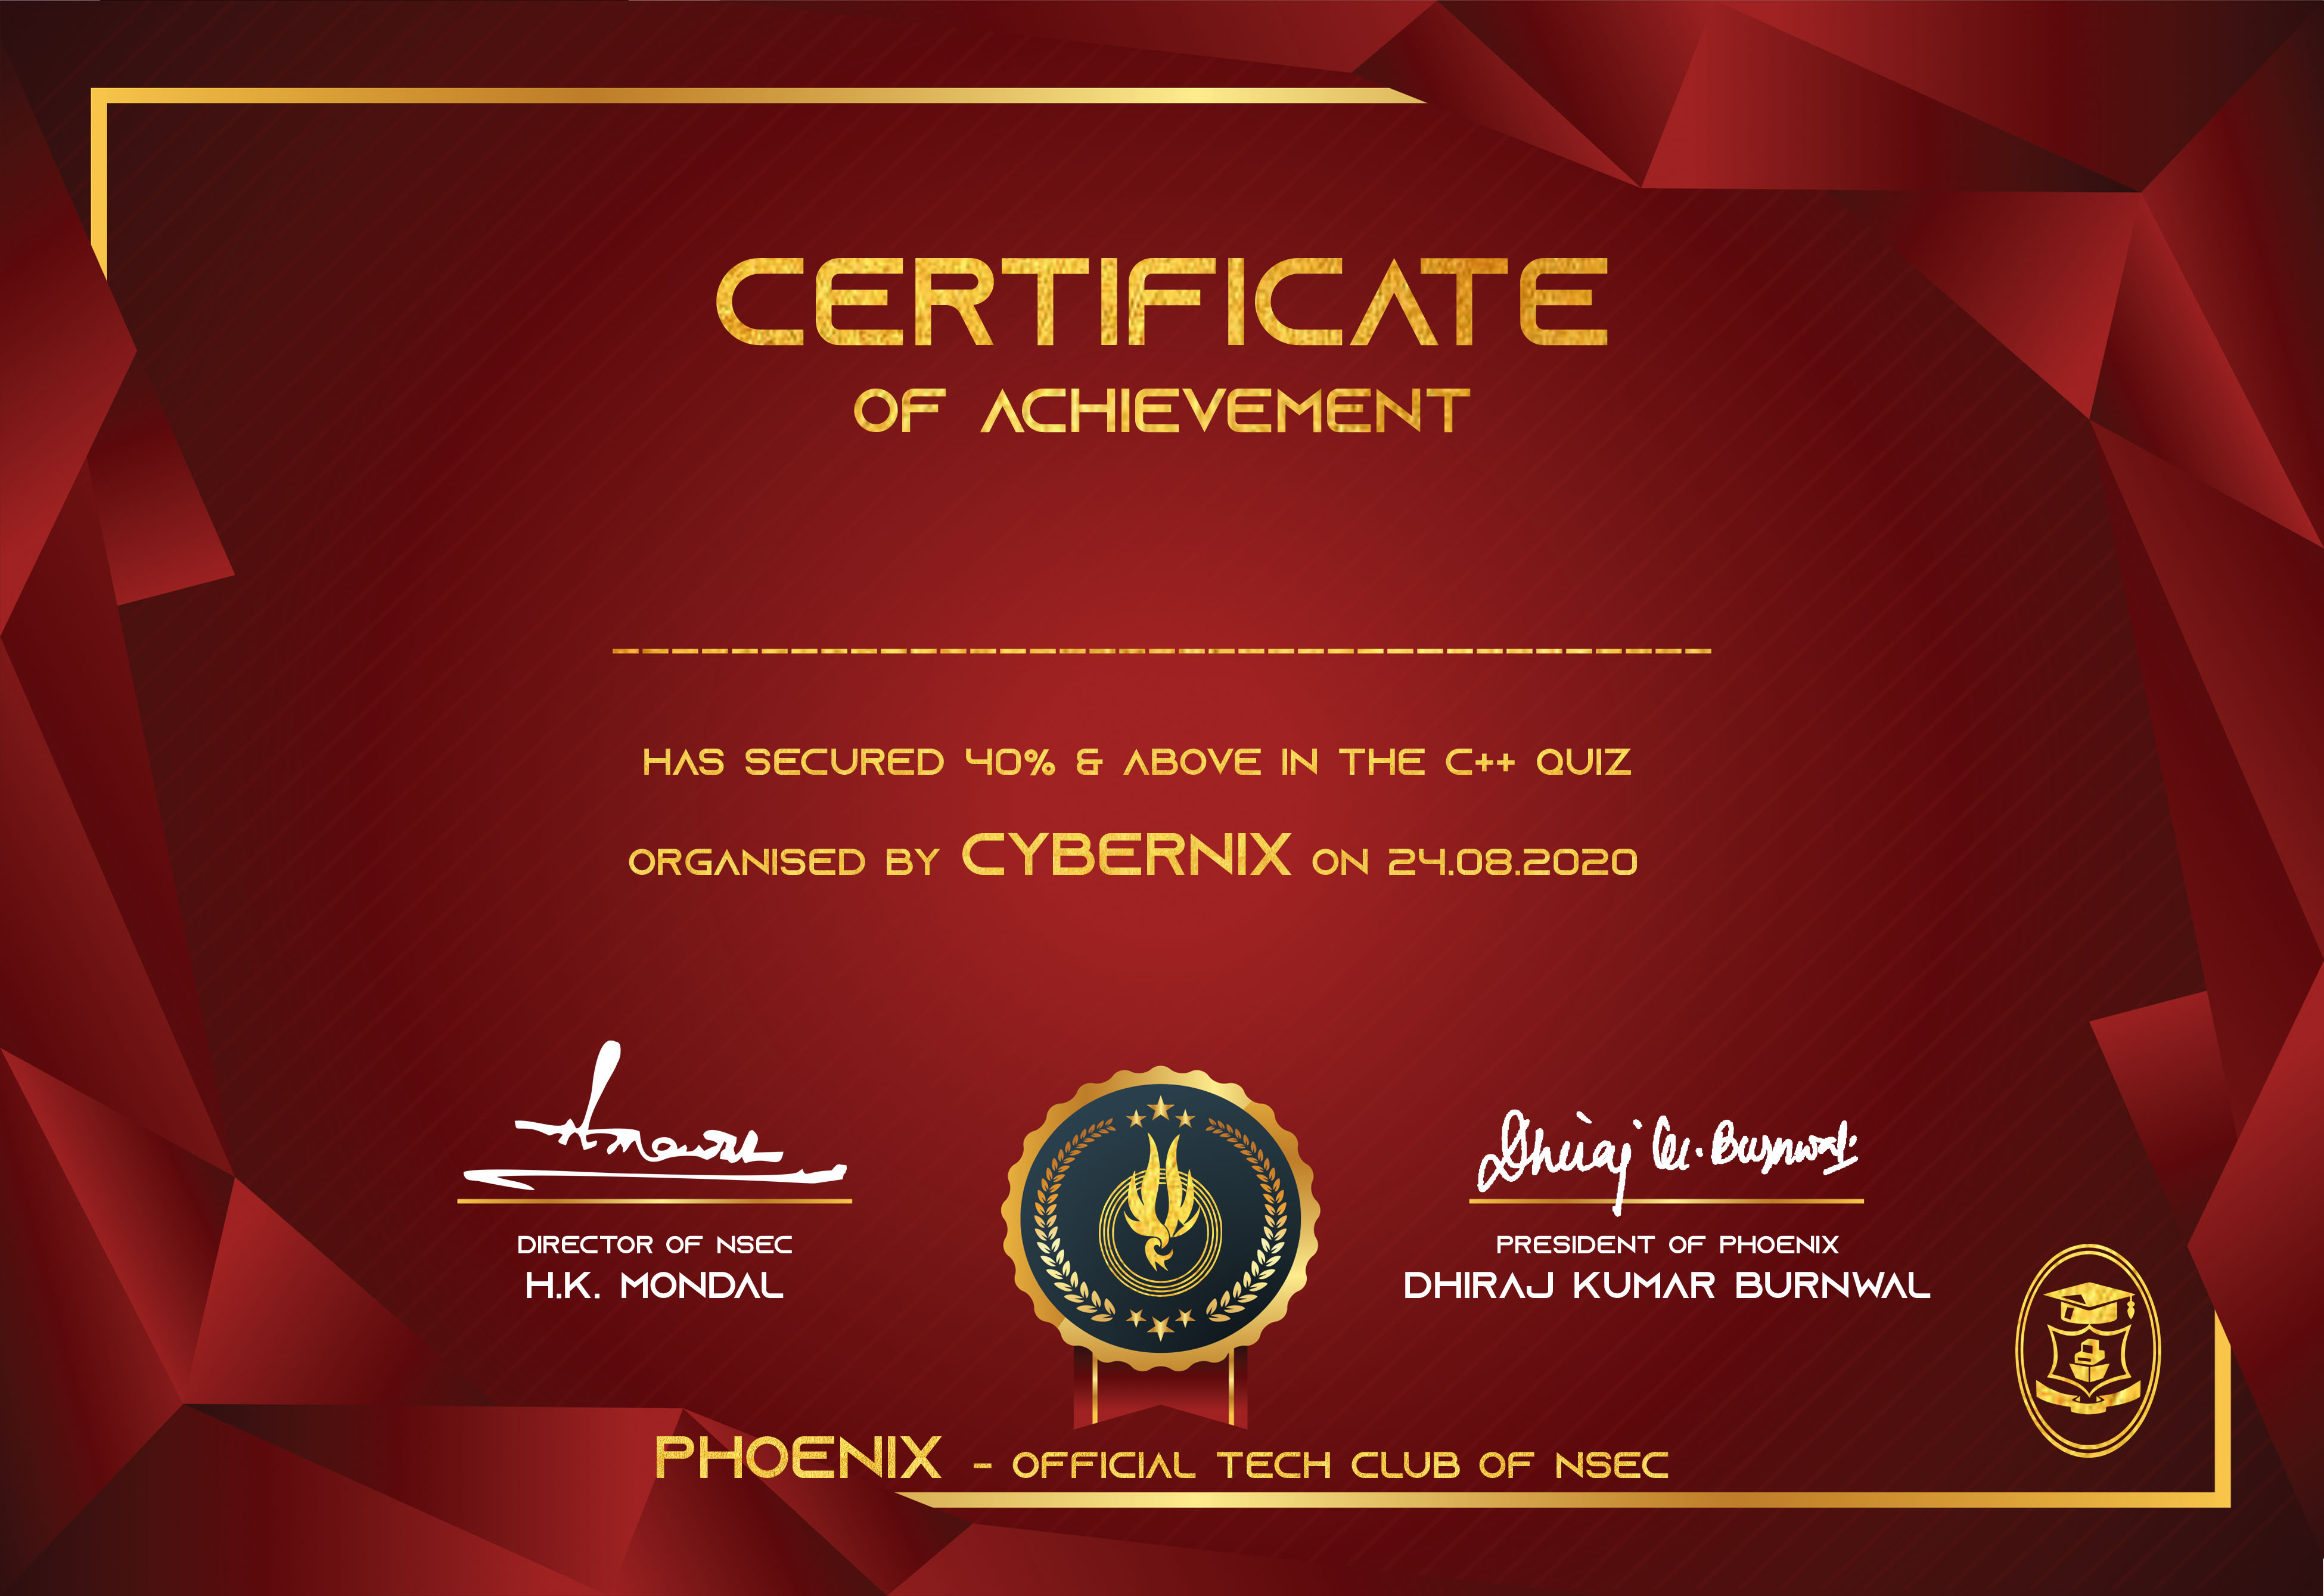 CERTIFICATE
OF ACHIEVEMENT
HAS SECURED 40% & ABOVE IN THE C++ QUIZ
ORGANISED BY CYBERNIX ON 24.08.2020
Dhiraj Kr. Burnwal
DIRECTOR OF NSEC
H.K. MONDAL
PRESIDENT OF PHOENIX
DHIRAJ KUMAR BURNWAL
PHOENIX - OFFICIAL TECH CLUB OF NSEC